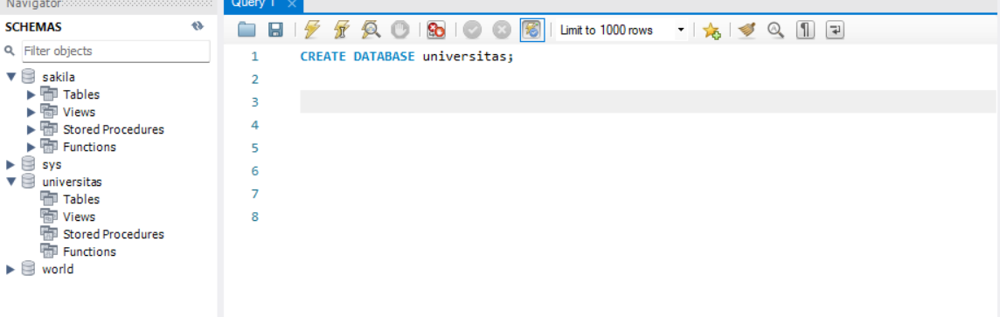 Navigator
SCHEMAS
Filter objects
sakila
Tables
Views
Stored Procedures
Functions
sys
universitas
Tables
Views
Stored Procedures
Functions
world
Query 1
Limit to 1000 rows
1 CREATE DATABASE universitas;
2
3
4
5
6
7
8